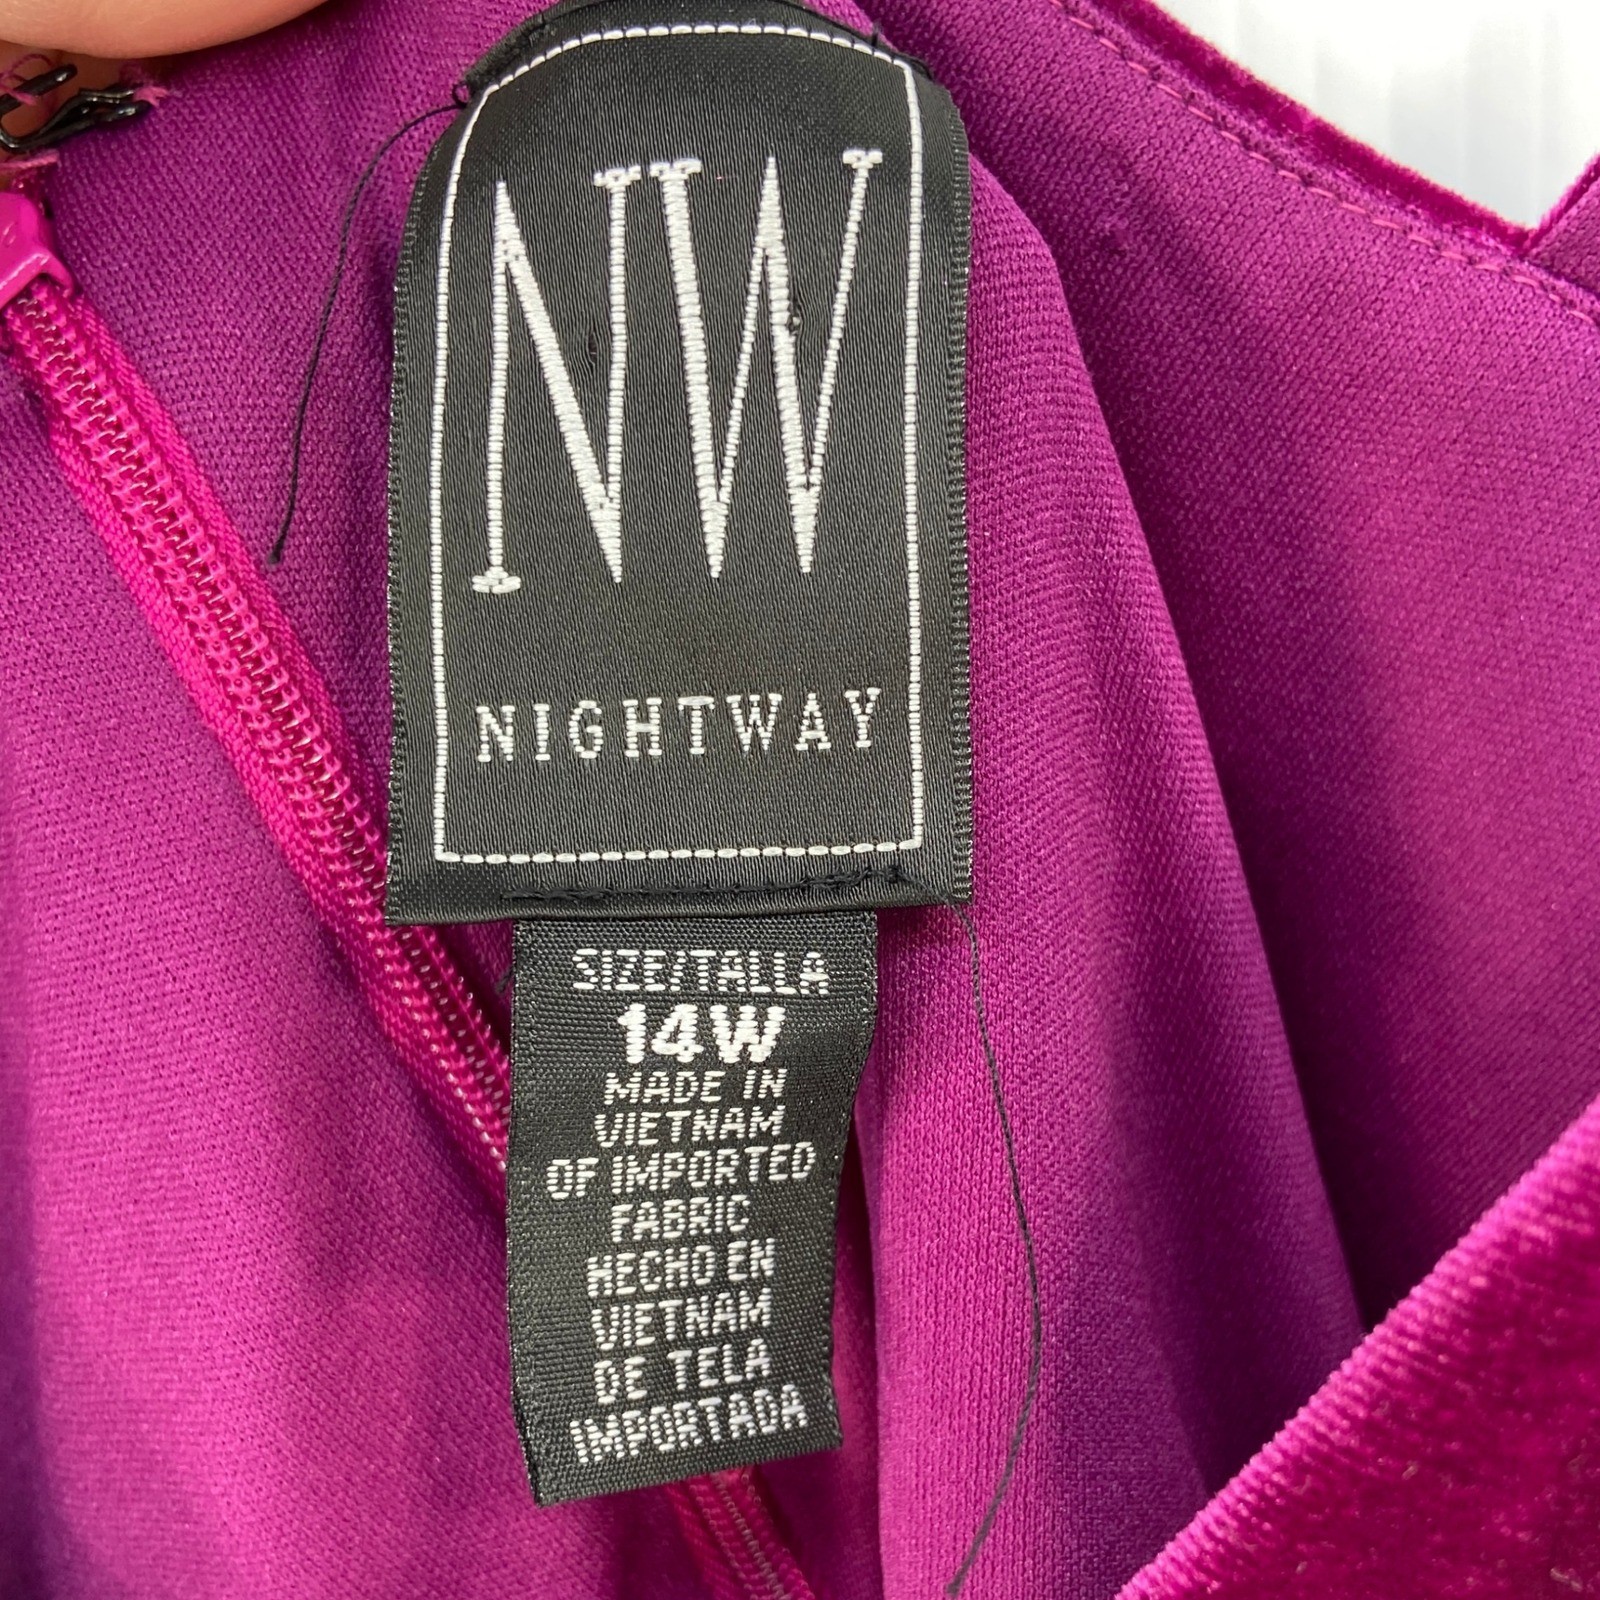 NW
NIGHTWAY
SIZE/TALLA
14W
MADE IN
VIETNAM
OF IMPORTED
FABRIC
HECHO EN
VIETNAM
DE TELA
IMPORTADA